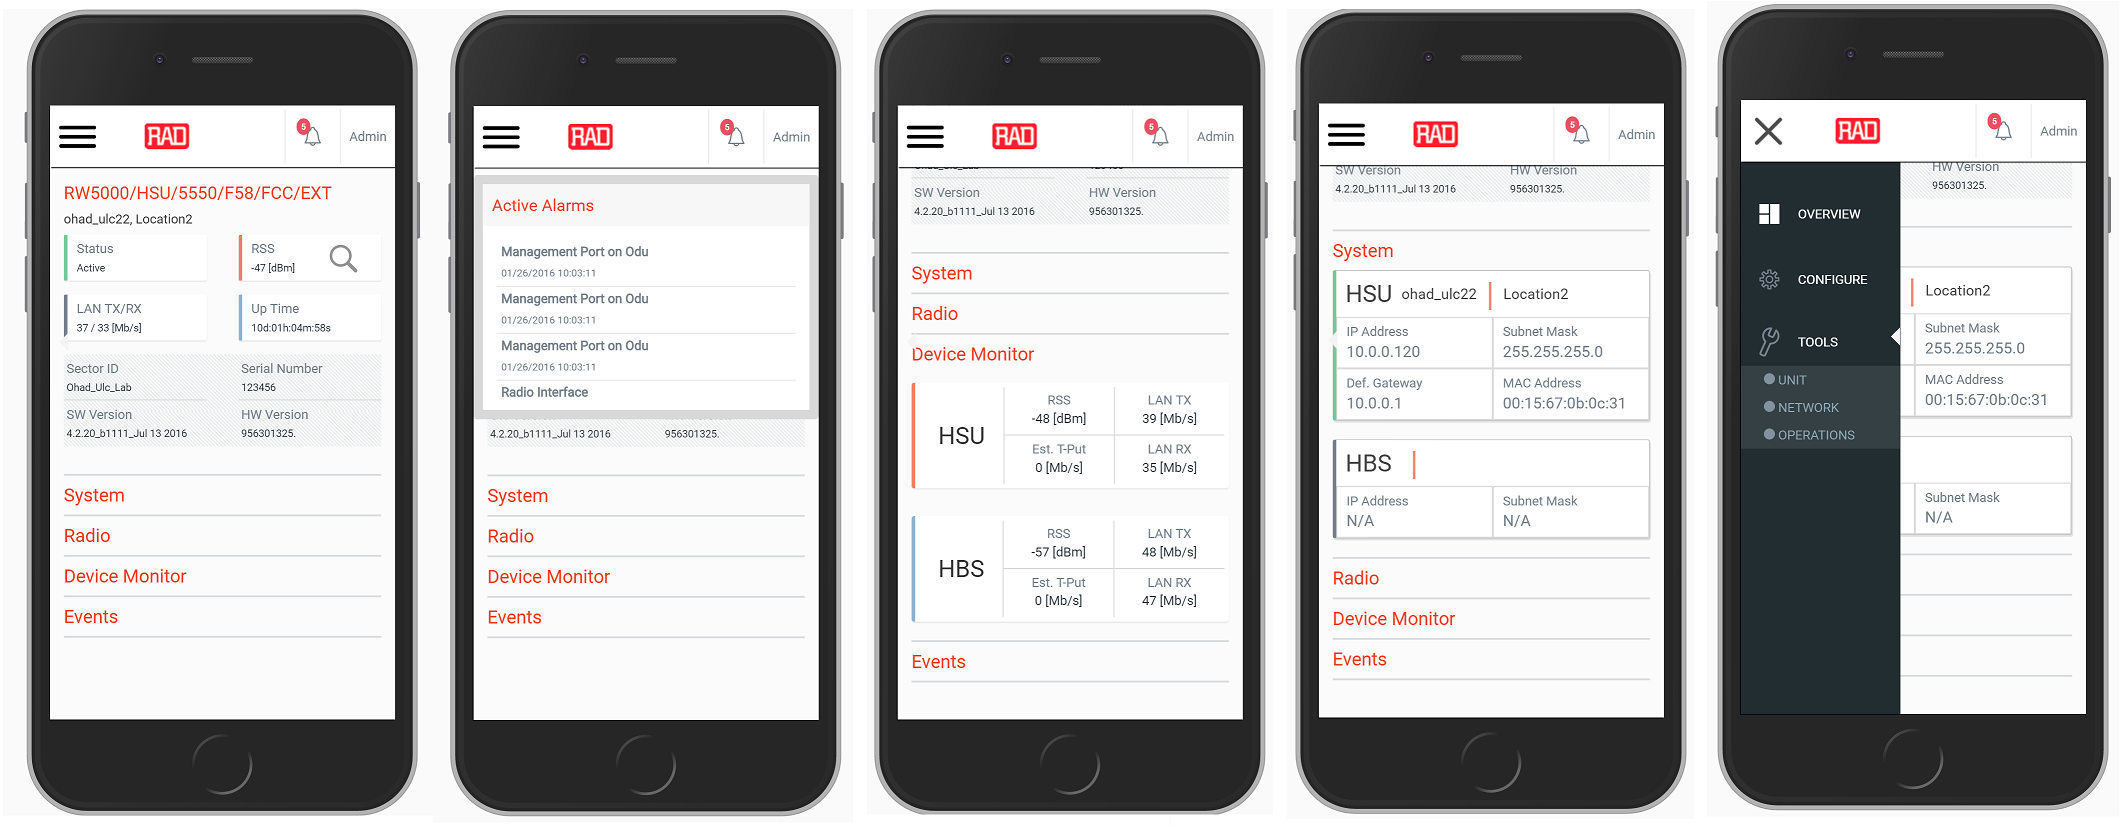 RAD
5
Admin
RW5000/HSU/5550/F58/FCC/EXT
ohad_ulc22, Location2
Status
Active
RSS
-47 [dBm]
LAN TX/RX
37 / 33 [Mb/s]
Up Time
10d:01h:04m:58s
Sector ID
Ohad_Ulc_Lab
Serial Number
123456
SW Version
4.2.20_b1111_Jul 13 2016
HW Version
956301325.
System
Radio
Device Monitor
Events
RAD
5
Admin
Active Alarms
Management Port on Odu
01/26/2016 10:03:11
Management Port on Odu
01/26/2016 10:03:11
Management Port on Odu
01/26/2016 10:03:11
Radio Interface
4.2.20_b1111_Jul 13 2016
956301325.
System
Radio
Device Monitor
Events
RAD
5
Admin
SW Version
4.2.20_b1111_Jul 13 2016
HW Version
956301325.
System
Radio
Device Monitor
HSU
RSS
-48 [dBm]
LAN TX
39 [Mb/s]
Est. T-Put
0 [Mb/s]
LAN RX
35 [Mb/s]
HBS
RSS
-57 [dBm]
LAN TX
48 [Mb/s]
Est. T-Put
0 [Mb/s]
LAN RX
47 [Mb/s]
Events
RAD
5
Admin
SW Version
4.2.20_b1111_Jul 13 2016
HW Version
956301325.
System
HSU ohad_ulc22 Location2
IP Address
10.0.0.120
Subnet Mask
255.255.255.0
Def. Gateway
10.0.0.1
MAC Address
00:15:67:0b:0c:31
HBS
IP Address
N/A
Subnet Mask
N/A
Radio
Device Monitor
Events
RAD
5
Admin
OVERVIEW
CONFIGURE
TOOLS
UNIT
NETWORK
OPERATIONS
HW Version
956301325.
Location2
Subnet Mask
255.255.255.0
MAC Address
00:15:67:0b:0c:31
Subnet Mask
N/A